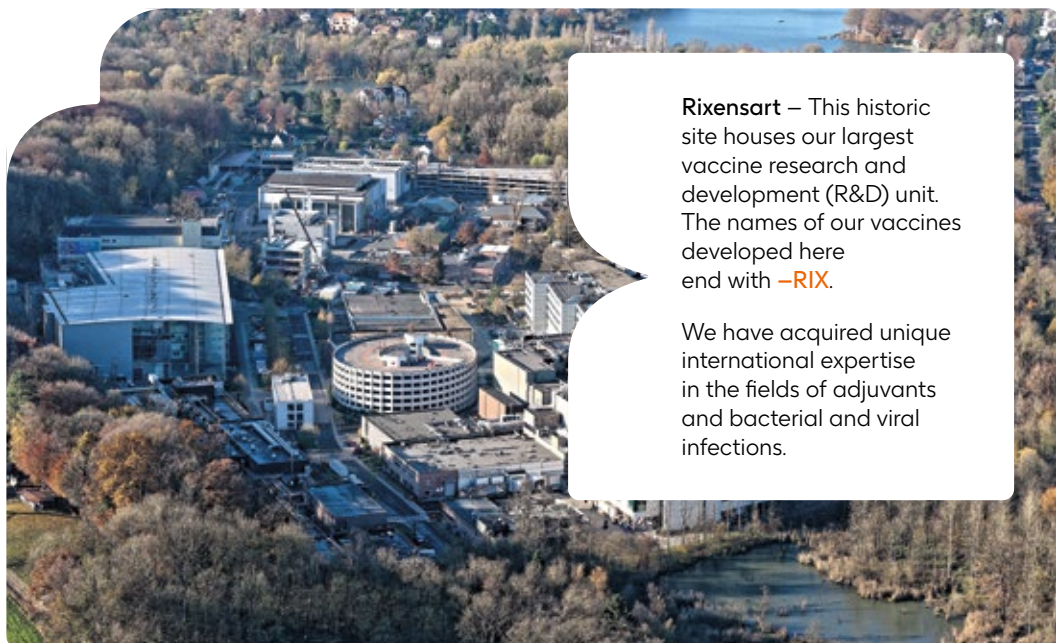 Rixensart – This historic
site houses our largest
vaccine research and
development (R&D) unit.
The names of our vaccines
developed here
end with –RIX.
We have acquired unique
international expertise
in the fields of adjuvants
and bacterial and viral
infections.